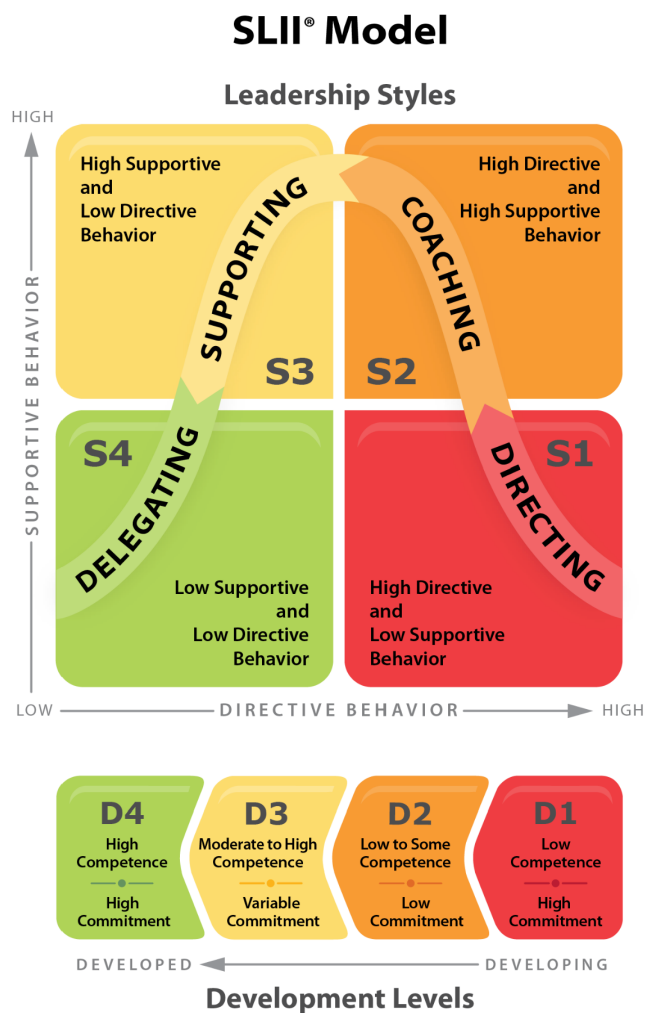 SLII® Model
Leadership Styles
HIGH
SUPPORTIVE BEHAVIOR
High Supportive
and
Low Directive
Behavior
SUPPORTING
S3
High Directive
and
High Supportive
Behavior
COACHING
S2
S4
DELEGATING
Low Supportive
and
Low Directive
Behavior
S1
DIRECTING
High Directive
and
Low Supportive
Behavior
LOW
DIRECTIVE BEHAVIOR
HIGH
D4
High
Competence
High
Commitment
D3
Moderate to High
Competence
Variable
Commitment
D2
Low to Some
Competence
Low
Commitment
D1
Low
Competence
High
Commitment
DEVELOPED
DEVELOPING
Development Levels